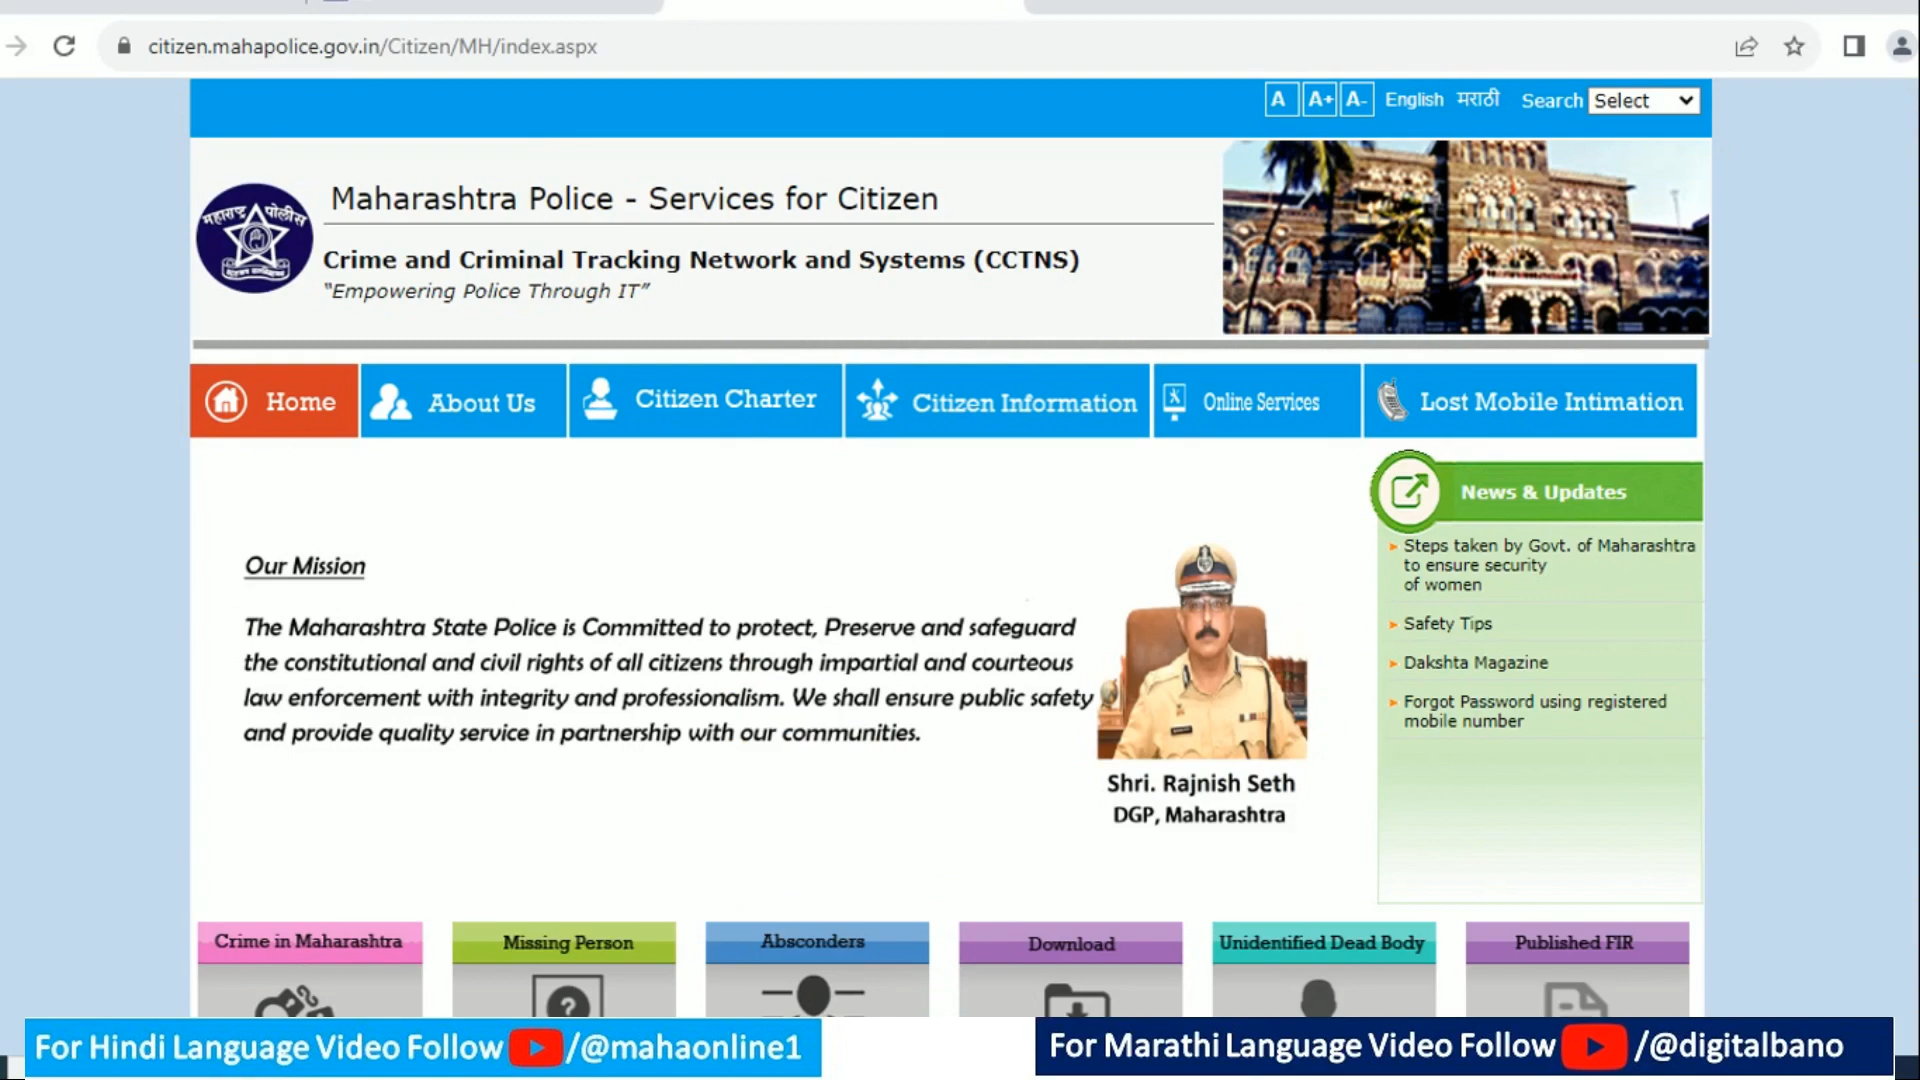 citizen.mahapolice.gov.in/Citizen/MH/index.aspx
A A+ A- English मराठी Search Select
महाराष्ट्र पोलीस
Maharashtra Police - Services for Citizen
Crime and Criminal Tracking Network and Systems (CCTNS)
“Empowering Police Through IT”
Home About Us Citizen Charter Citizen Information Online Services Lost Mobile Intimation
Our Mission
The Maharashtra State Police is Committed to protect, Preserve and safeguard
the constitutional and civil rights of all citizens through impartial and courteous
law enforcement with integrity and professionalism. We shall ensure public safety
and provide quality service in partnership with our communities.
Shri. Rajnish Seth
DGP, Maharashtra
News & Updates
Steps taken by Govt. of Maharashtra
to ensure security
of women
Safety Tips
Dakshta Magazine
Forgot Password using registered
mobile number
Crime in Maharashtra Missing Person Absconders Download Unidentified Dead Body Published FIR
For Hindi Language Video Follow /@mahaonline1
For Marathi Language Video Follow /@digitalbano